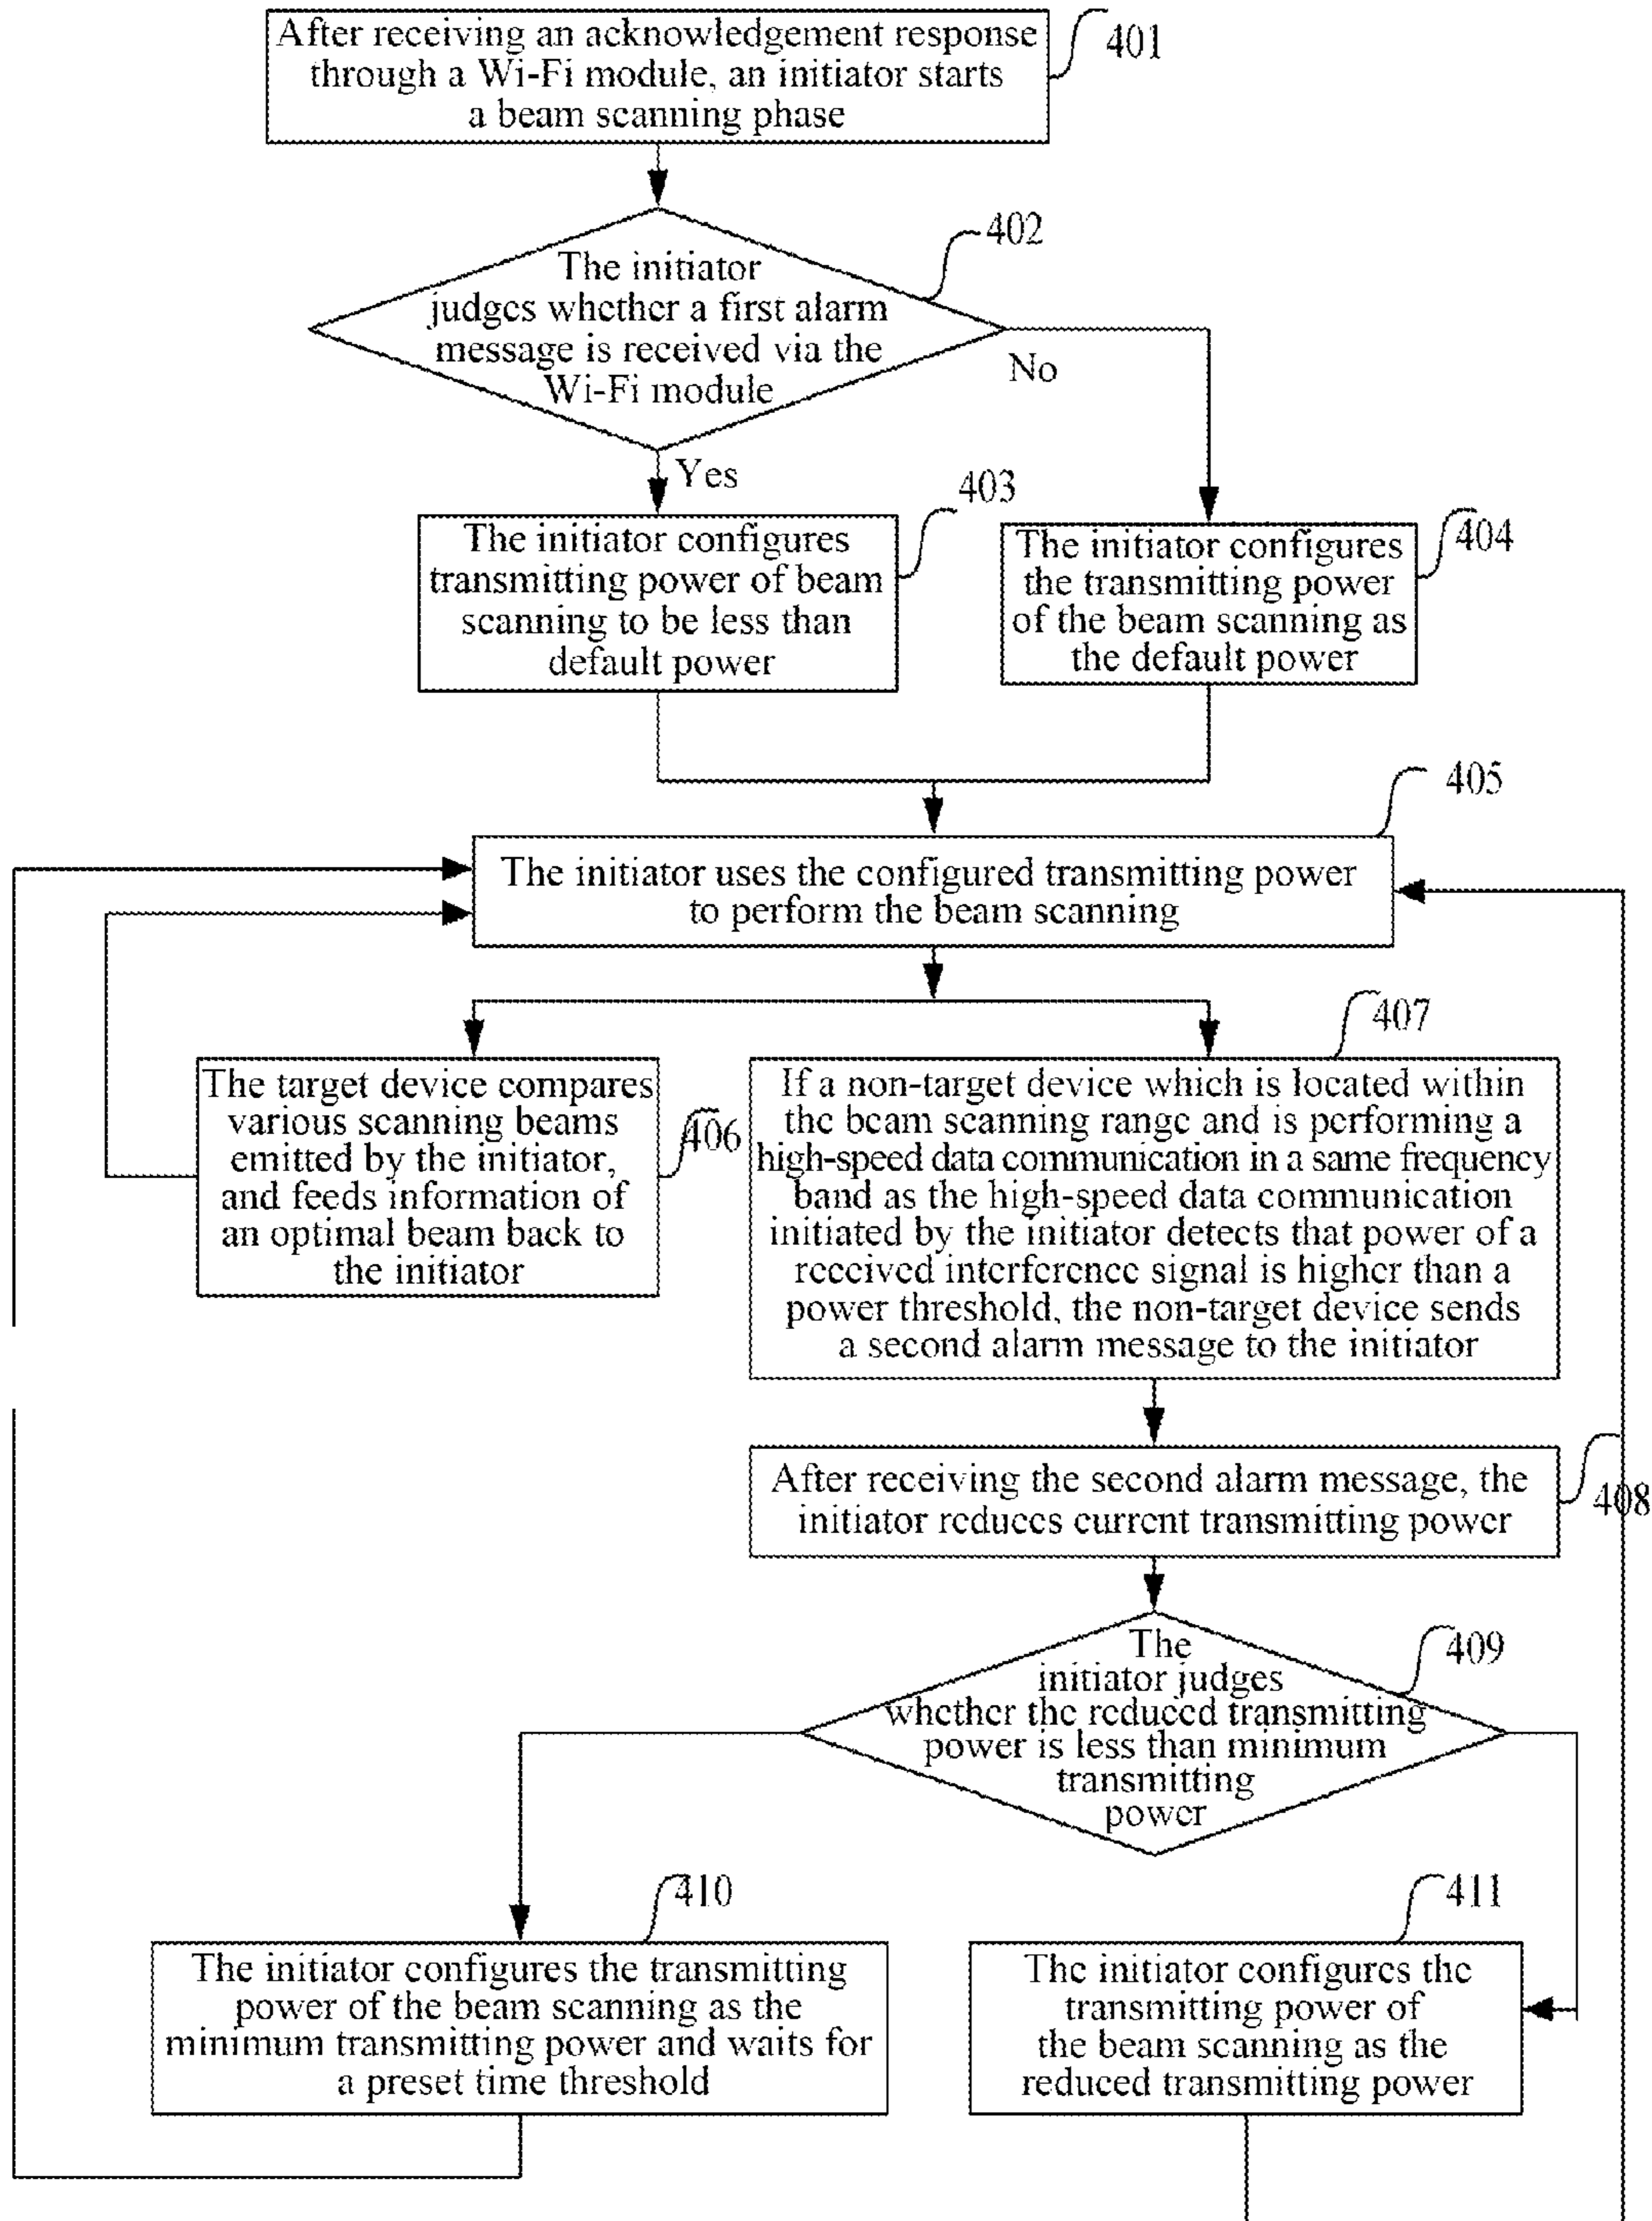 After receiving an acknowledgement response
through a Wi-Fi module, an initiator starts
a beam scanning phase
401
402
The initiator
judges whether a first alarm
message is received via the
Wi-Fi module
No
Yes
403
The initiator configures
transmitting power of beam
scanning to be less than
default power
404
The initiator configures
the transmitting power
of the beam scanning as
the default power
405
The initiator uses the configured transmitting power
to perform the beam scanning
The target device compares
various scanning beams
emitted by the initiator,
and feeds information of
an optimal beam back to
the initiator
406
407
If a non-target device which is located within
the beam scanning range and is performing a
high-speed data communication in a same frequency
band as the high-speed data communication
initiated by the initiator detects that power of a
received interference signal is higher than a
power threshold, the non-target device sends
a second alarm message to the initiator
After receiving the second alarm message, the
initiator reduces current transmitting power
408
409
The
initiator judges
whether the reduced transmitting
power is less than minimum
transmitting
power
410
The initiator configures the transmitting
power of the beam scanning as the
minimum transmitting power and waits for
a preset time threshold
411
The initiator configures the
transmitting power of
the beam scanning as the
reduced transmitting power